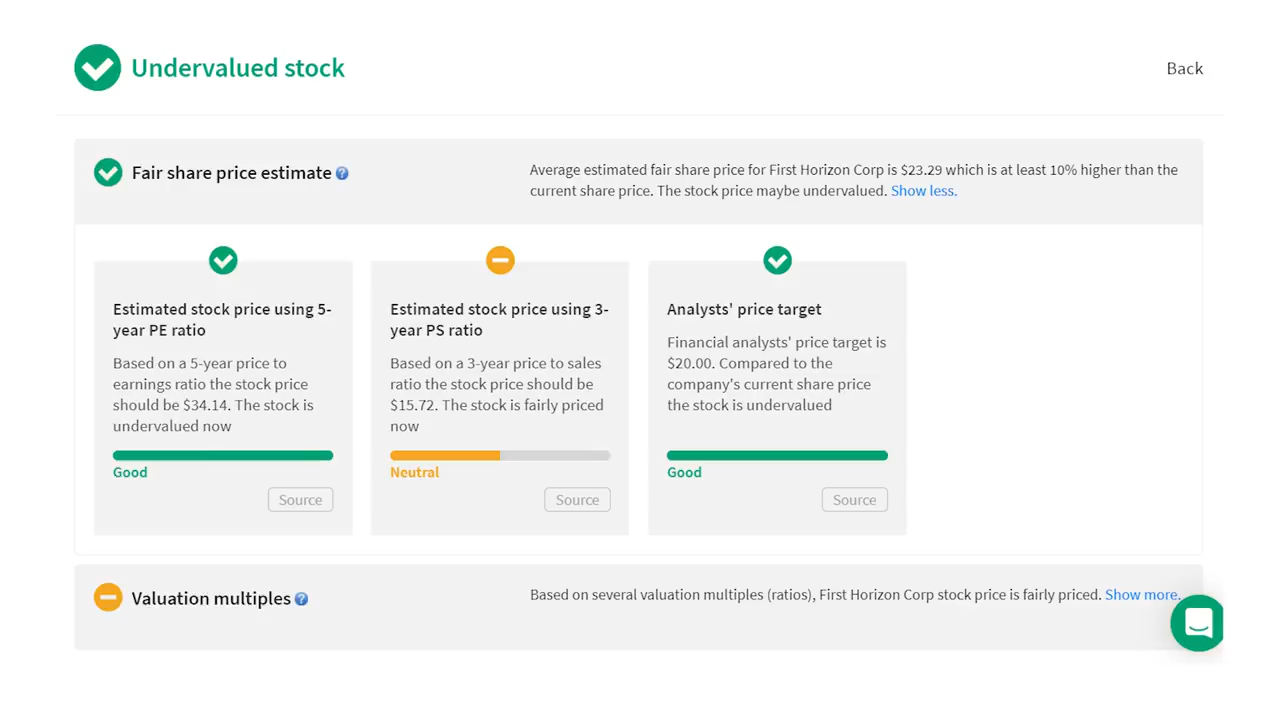 Undervalued stock
Back
Fair share price estimate ?
Average estimated fair share price for First Horizon Corp is $23.29 which is at least 10% higher than the
current share price. The stock price maybe undervalued. Show less.
Estimated stock price using 5-
year PE ratio
Based on a 5-year price to
earnings ratio the stock price
should be $34.14. The stock is
undervalued now
Good
Source
Estimated stock price using 3-
year PS ratio
Based on a 3-year price to sales
ratio the stock price should be
$15.72. The stock is fairly priced
now
Neutral
Source
Analysts' price target
Financial analysts' price target is
$20.00. Compared to the
company's current share price
the stock is undervalued
Good
Source
Valuation multiples ?
Based on several valuation multiples (ratios), First Horizon Corp stock price is fairly priced. Show more.